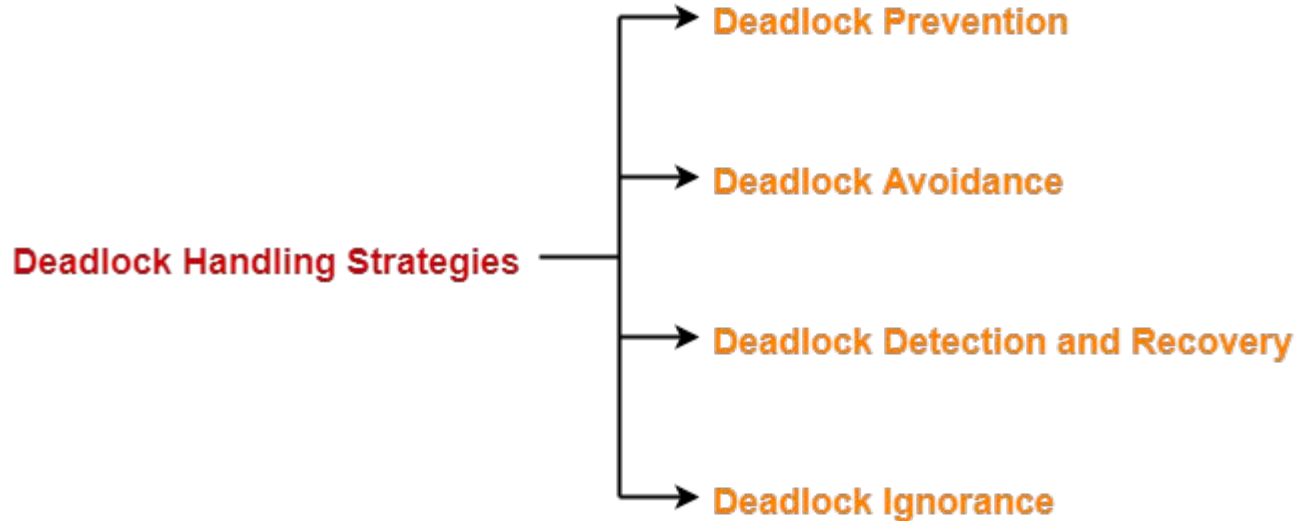 Deadlock Prevention
Deadlock Avoidance
Deadlock Handling Strategies
Deadlock Detection and Recovery
Deadlock Ignorance